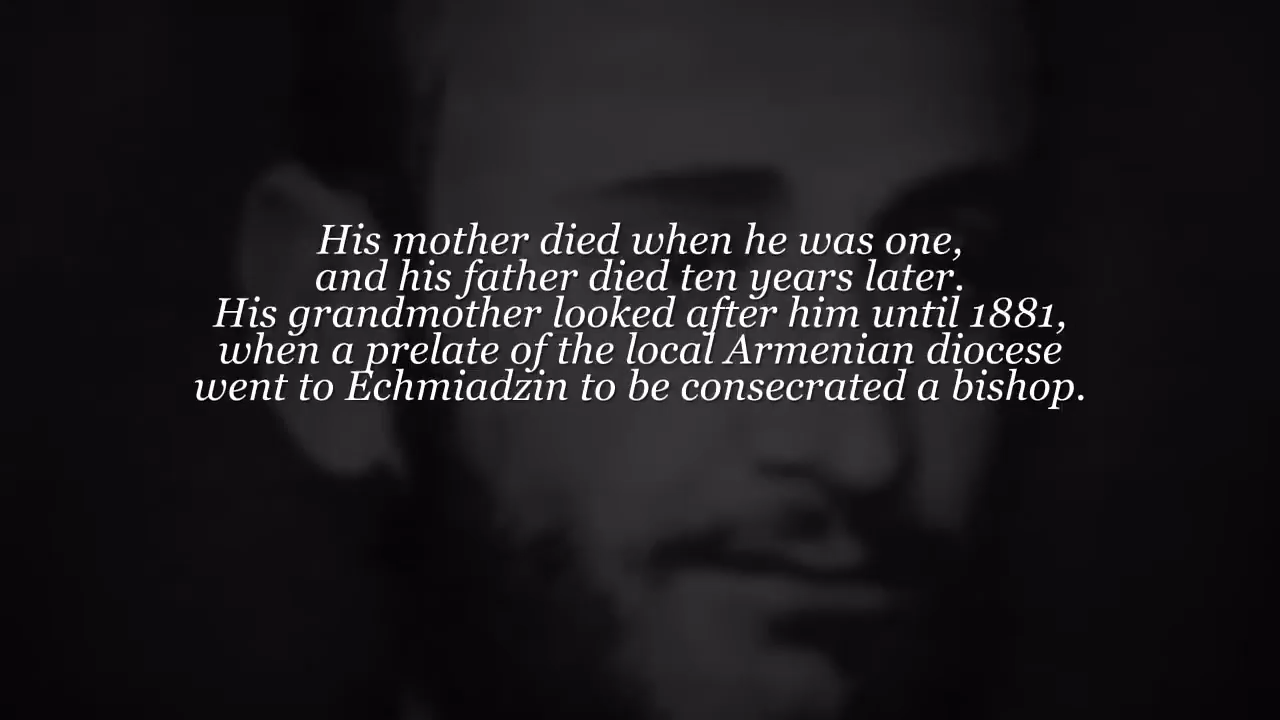 His mother died when he was one,
and his father died ten years later.
His grandmother looked after him until 1881,
when a prelate of the local Armenian diocese
went to Echmiadzin to be consecrated a bishop.